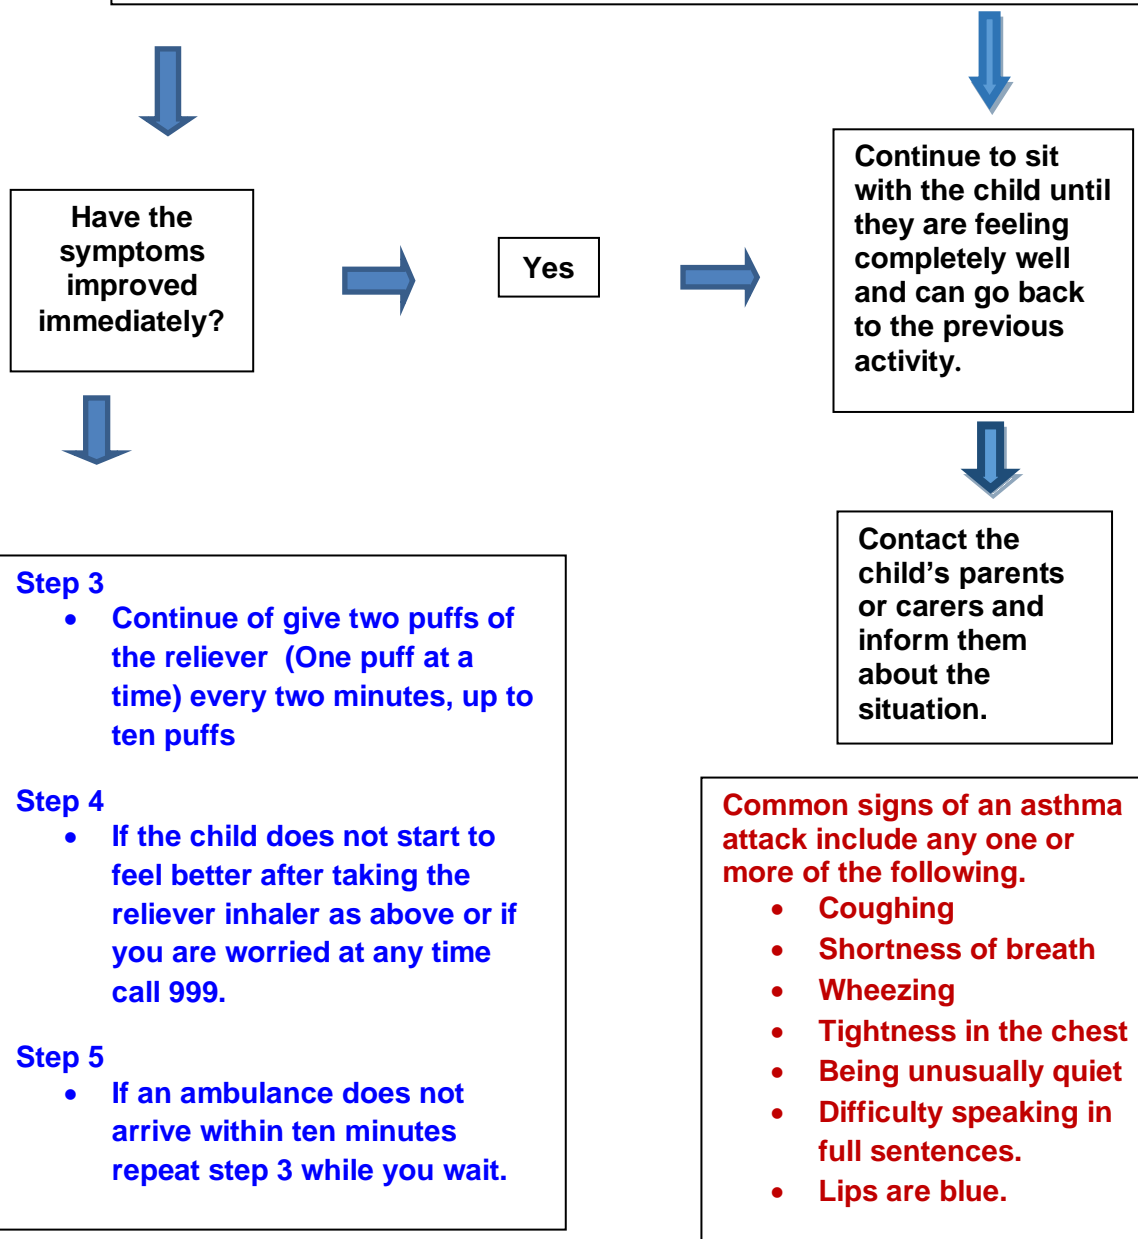 Have the
symptoms
improved
immediately?
Yes
Continue to sit
with the child until
they are feeling
completely well
and can go back
to the previous
activity.
Contact the
child’s parents
or carers and
inform them
about the
situation.
Step 3
• Continue of give two puffs of
the reliever (One puff at a
time) every two minutes, up to
ten puffs
Step 4
• If the child does not start to
feel better after taking the
reliever inhaler as above or if
you are worried at any time
call 999.
Step 5
• If an ambulance does not
arrive within ten minutes
repeat step 3 while you wait.
Common signs of an asthma
attack include any one or
more of the following.
• Coughing
• Shortness of breath
• Wheezing
• Tightness in the chest
• Being unusually quiet
• Difficulty speaking in
full sentences.
• Lips are blue.